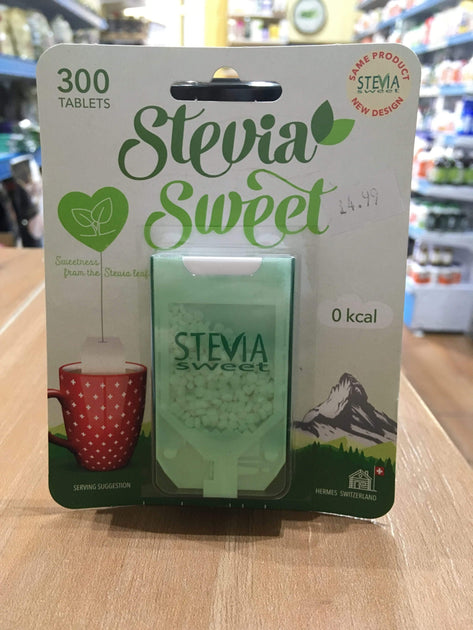 300
TABLETS
SAME PRODUCT
STEVIA
sweet
NEW DESIGN
Stevia
Sweet
14.99
Sweetness
from the Stevia leaf
0 kcal
STEVIA
sweet
SERVING SUGGESTION
HERMES SWITZERLAND